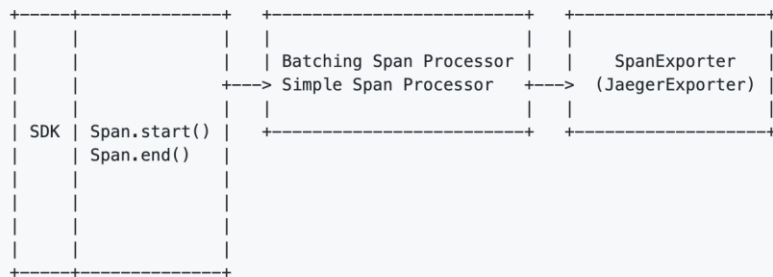 Batching Span Processor
SpanExporter
Simple Span Processor
(JaegerExporter)
SDK
Span.start()
Span.end()